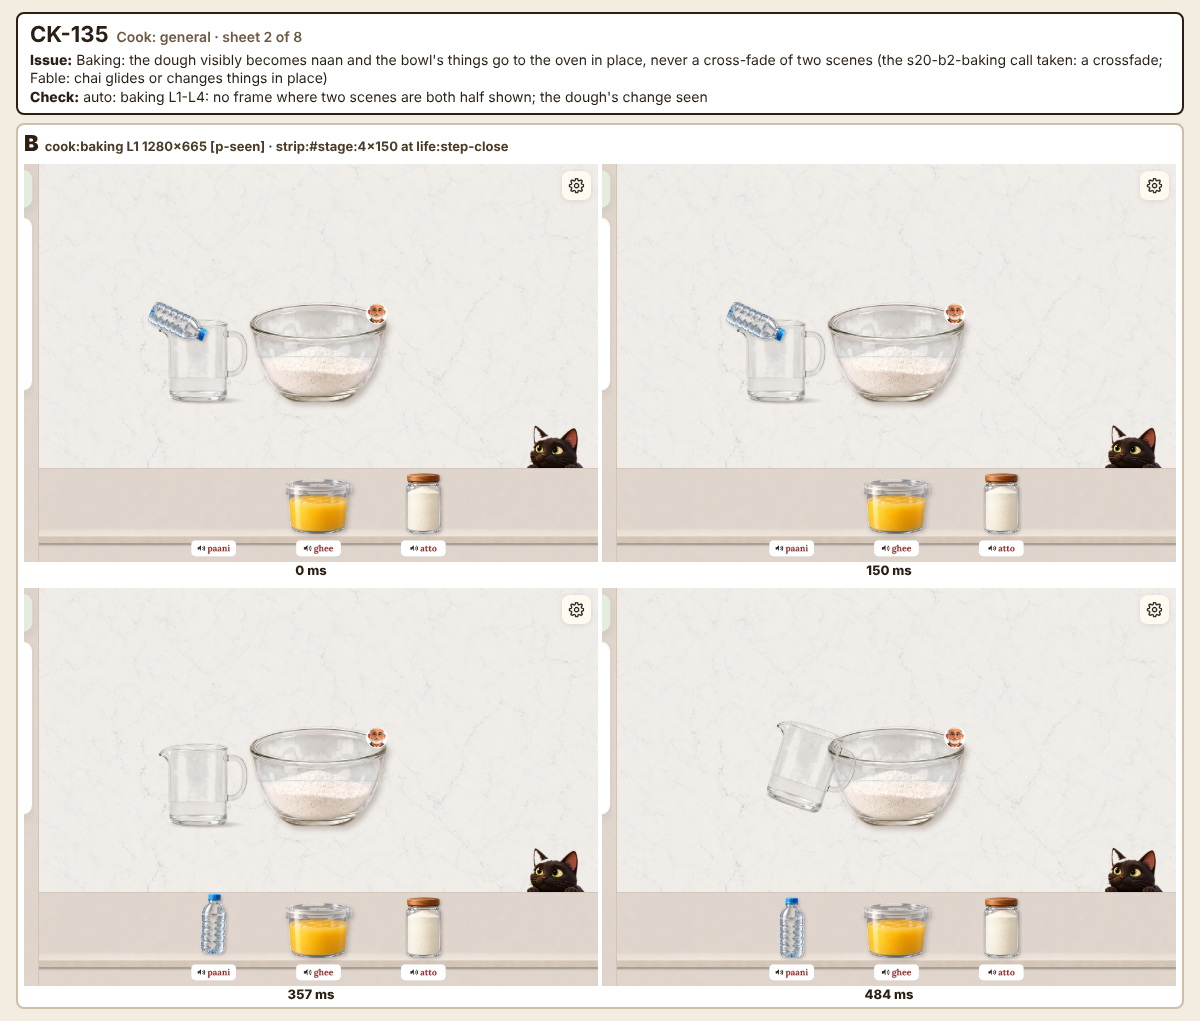 CK-135 Cook: general · sheet 2 of 8
Issue: Baking: the dough visibly becomes naan and the bowl's things go to the oven in place, never a cross-fade of two scenes (the s20-b2-baking call taken: a crossfade;
Fable: chai glides or changes things in place)
Check: auto: baking L1-L4: no frame where two scenes are both half shown; the dough's change seen
B cook:baking L1 1280×665 [p-seen] · strip:#stage:4×150 at life:step-close
paani ghee atto
paani ghee atto
0 ms
150 ms
paani ghee atto
paani ghee atto
357 ms
484 ms